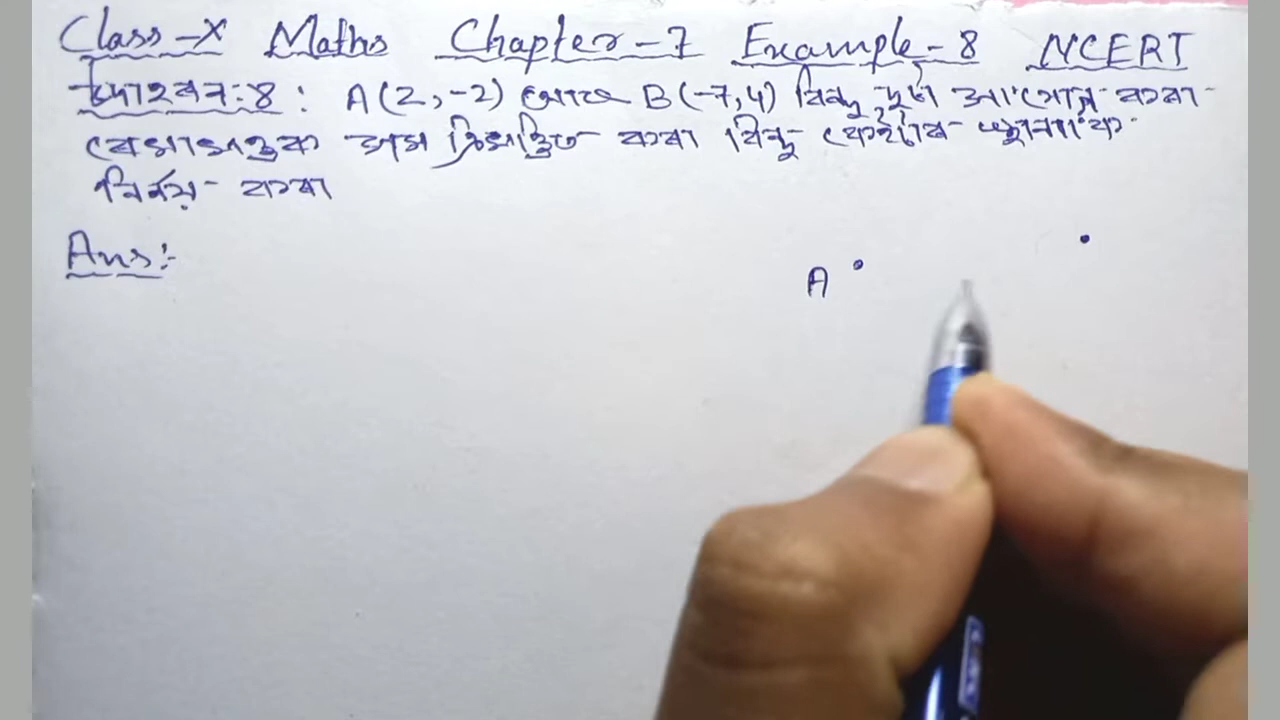 Class-X Maths Chapter-7 Example-8 NCERT
উদাহৰণ:8: A(2,-2) আৰু B(-7,4) বিন্দু দুটা সংযোগ কৰা
ৰেখাখণ্ডক সম ত্ৰিখণ্ডিত কৰা বিন্দু কেইটাৰ স্থানাংক
নিৰ্ণয় কৰা
Ans:-
A